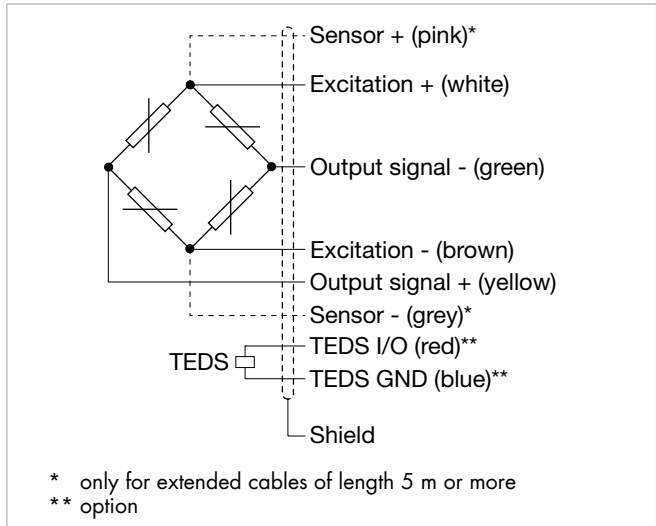 Sensor + (pink)*
Excitation + (white)
Output signal - (green)
Excitation - (brown)
Output signal + (yellow)
Sensor - (grey)*
TEDS I/O (red)**
TEDS
TEDS GND (blue)**
Shield
* only for extended cables of length 5 m or more
** option